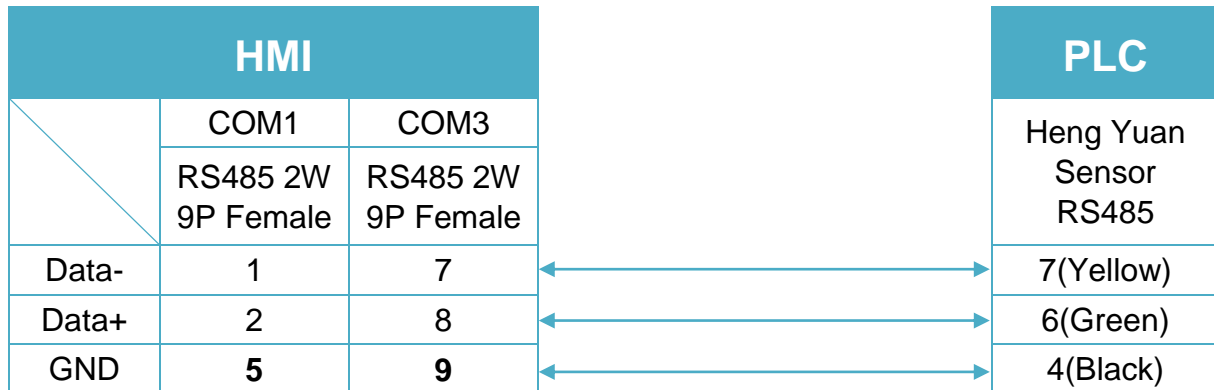 HMI PLC
COM1 COM3 Heng Yuan
Sensor
RS485
RS485 2W RS485 2W
9P Female 9P Female
Data- 1 7 7(Yellow)
Data+ 2 8 6(Green)
GND 5 9 4(Black)